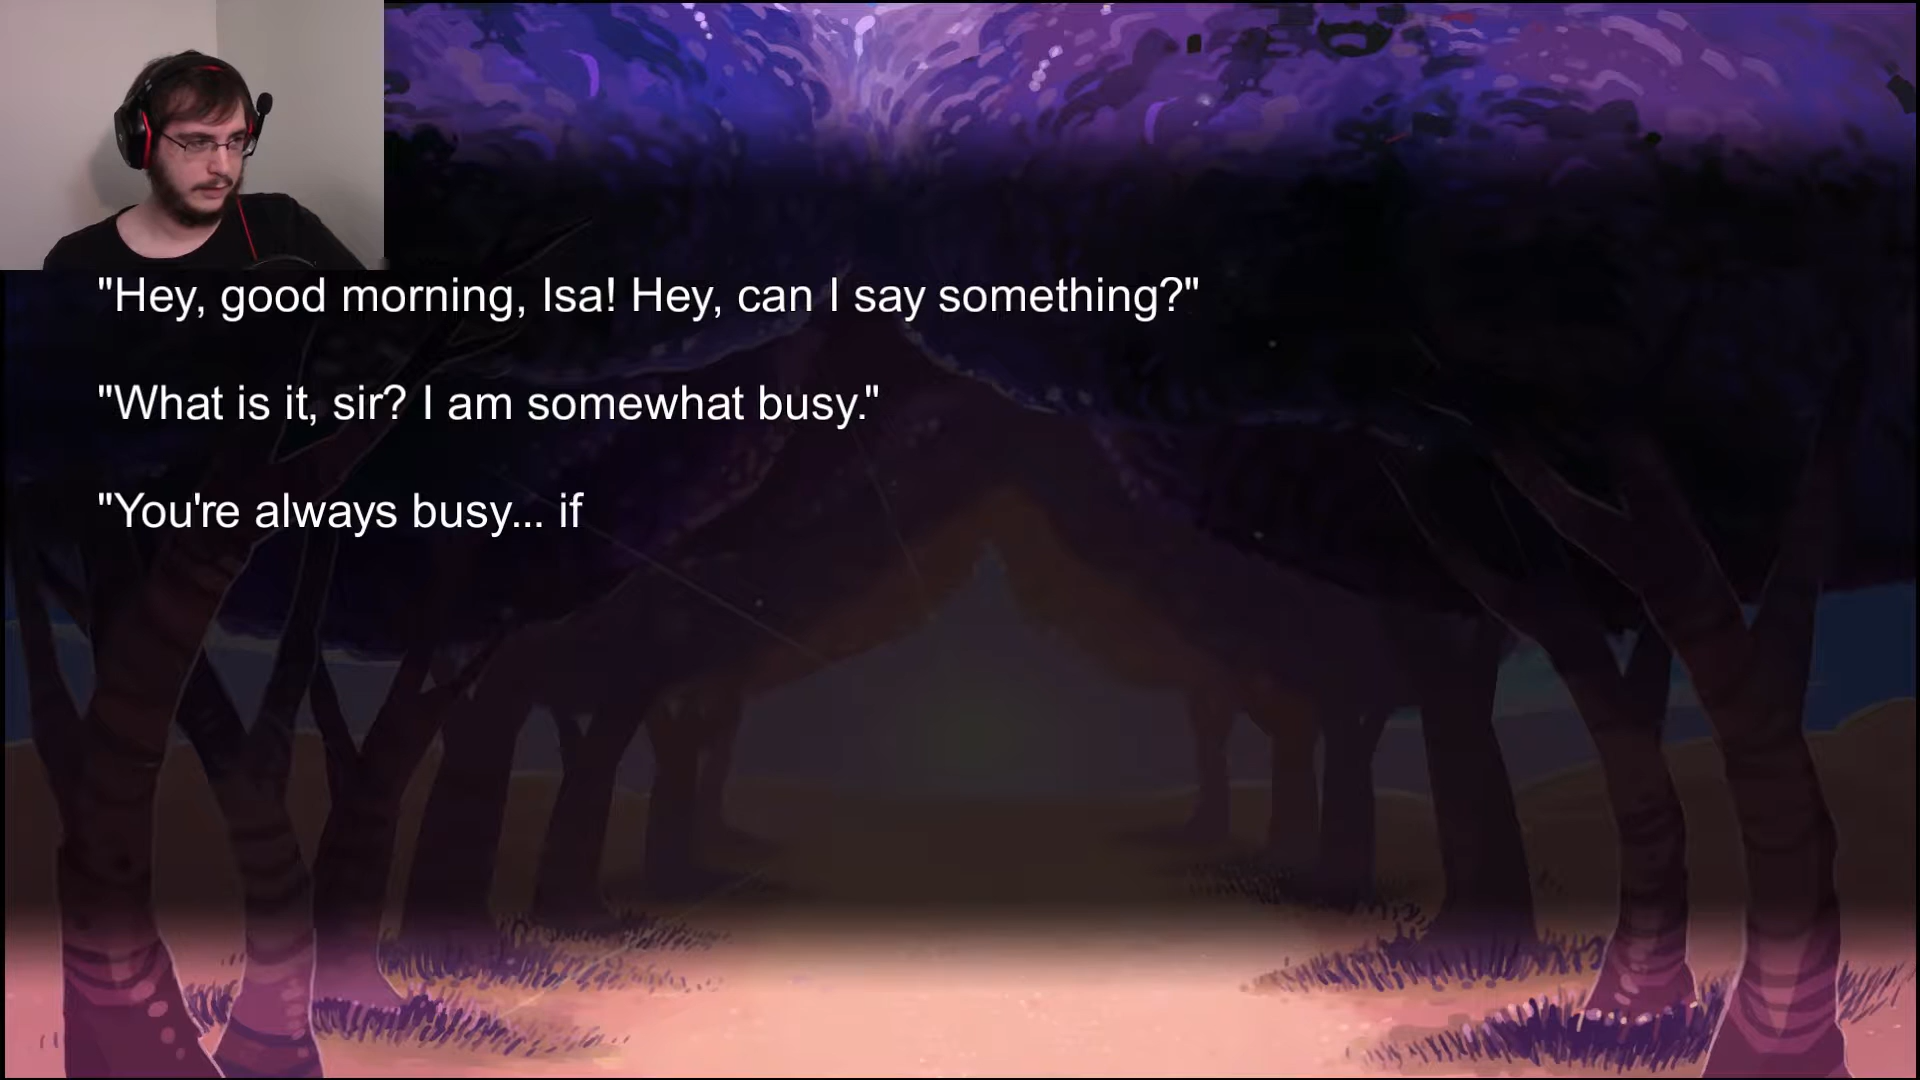 "Hey, good morning, Isa! Hey, can I say something?"
"What is it, sir? I am somewhat busy."
"You're always busy... if